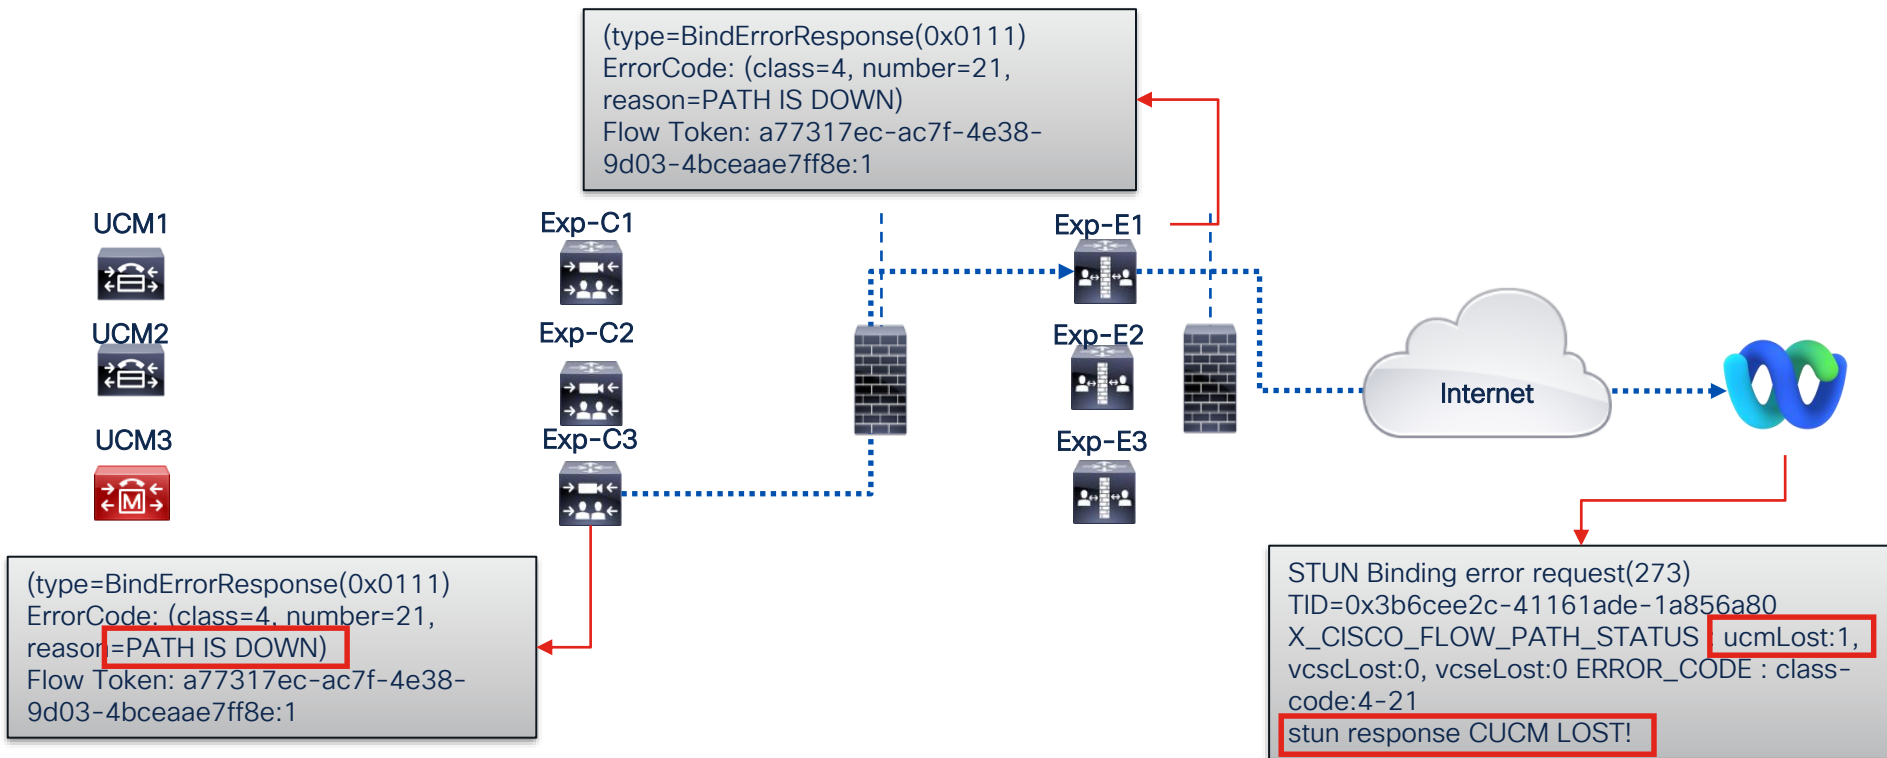 (type=BindErrorResponse(0x0111)
ErrorCode: (class=4, number=21,
reason=PATH IS DOWN)
Flow Token: a77317ec-ac7f-4e38-
9d03-4bceaae7ff8e:1
UCM1
Exp-C1
Exp-E1
UCM2
Exp-C2
Exp-E2
Internet
UCM3
M
Exp-C3
Exp-E3
(type=BindErrorResponse(0x0111)
ErrorCode: (class=4, number=21,
reason=PATH IS DOWN)
Flow Token: a77317ec-ac7f-4e38-
9d03-4bceaae7ff8e:1
STUN Binding error request(273)
TID=0x3b6cee2c-41161ade-1a856a80
X_CISCO_FLOW_PATH_STATUS : ucmLost:1,
vcscLost:0, vcseLost:0 ERROR_CODE : class-
code:4-21
stun response CUCM LOST!